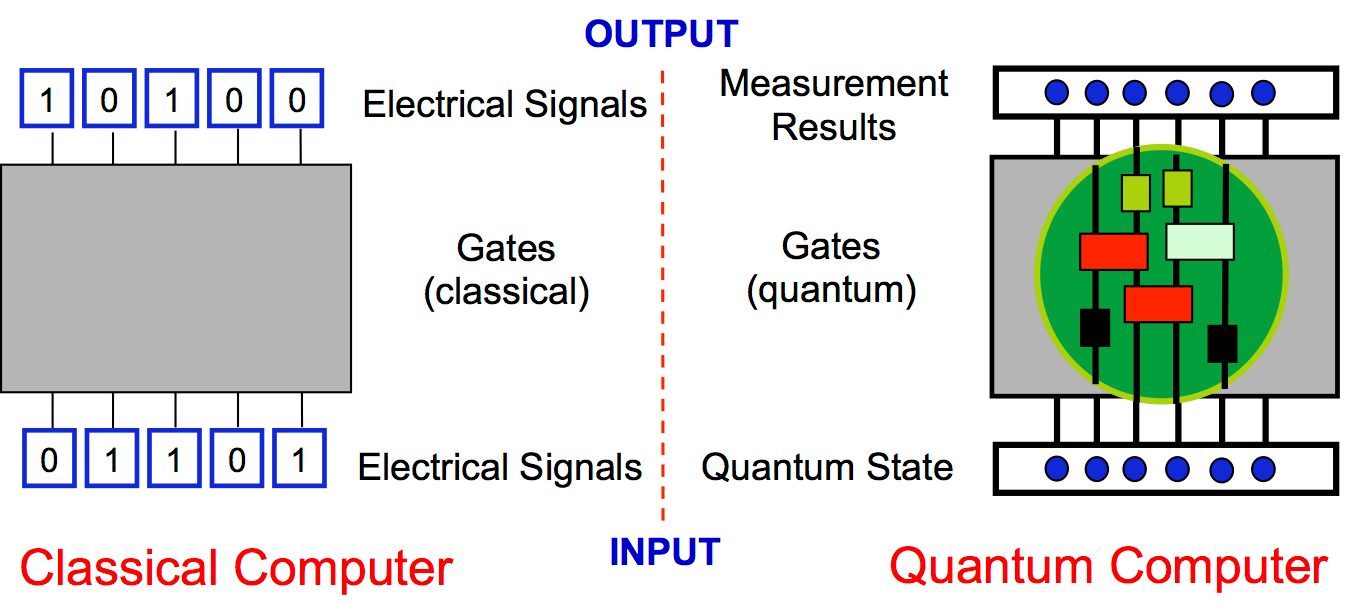 OUTPUT
1 0 1 0 0
Electrical Signals
Measurement
Results
Gates
(classical)
Gates
(quantum)
0 1 1 0 1
Electrical Signals
Quantum State
INPUT
Classical Computer
Quantum Computer